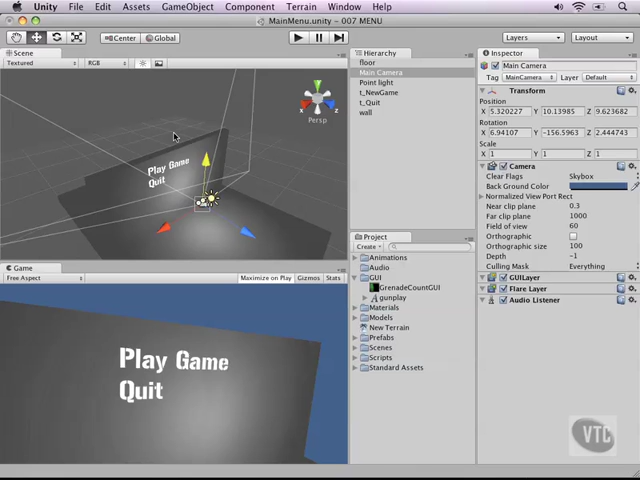 Unity File Edit Assets GameObject Component Terrain Window Help
MainMenu.unity - 007 MENU
Center Global Layers Layout
Scene
Textured RGB
Persp
x
z
Play Game
Quit
Game
Free Aspect Maximize on Play Gizmos Stats
Play Game
Quit
Hierarchy
floor
Main Camera
Point light
t_NewGame
t_Quit
wall
Project
Create
Animations
Audio
GUI
GrenadeCountGUI
gunplay
Materials
Models
New Terrain
Prefabs
Scenes
Scripts
Standard Assets
Inspector
Main Camera
Tag MainCamera Layer Default
Transform
Position
X 5.320227 Y 10.13985 Z 9.623682
Rotation
X 6.94107 Y -156.5963 Z 2.444743
Scale
X 1 Y 1 Z 1
Camera
Clear Flags Skybox
Back Ground Color
Normalized View Port Rect
Near clip plane 0.3
Far clip plane 1000
Field of view 60
Orthographic
Orthographic size 100
Depth -1
Culling Mask Everything
GUILayer
Flare Layer
Audio Listener
VTC